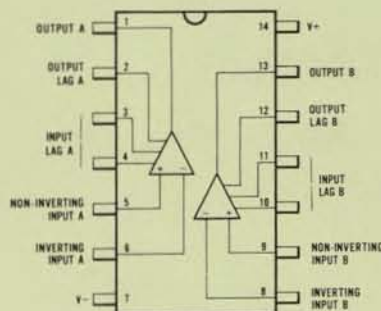 OUTPUT A
1
14
V+
OUTPUT
LAG A
2
13
OUTPUT B
3
12
OUTPUT
LAG B
INPUT
LAG A
4
11
INPUT
LAG B
10
NON-INVERTING
INPUT A
5
+
-
-
+
9
NON-INVERTING
INPUT B
INVERTING
INPUT A
6
8
INVERTING
INPUT B
V-
7